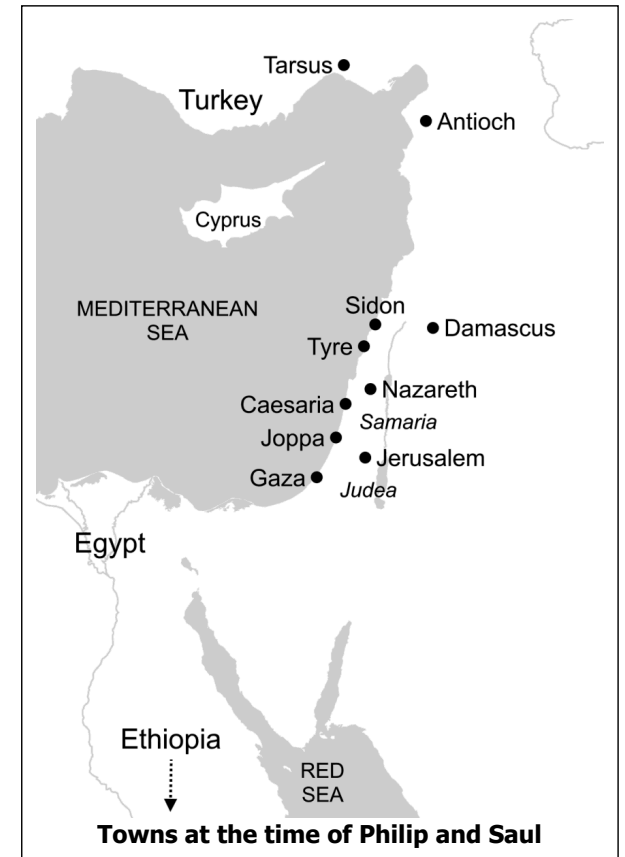 Tarsus
Turkey
Antioch
Cyprus
MEDITERRANEAN
SEA
Sidon
Damascus
Tyre
Nazareth
Caesaria
Samaria
Joppa
Jerusalem
Gaza
Judea
Egypt
Ethiopia
RED
SEA
Towns at the time of Philip and Saul